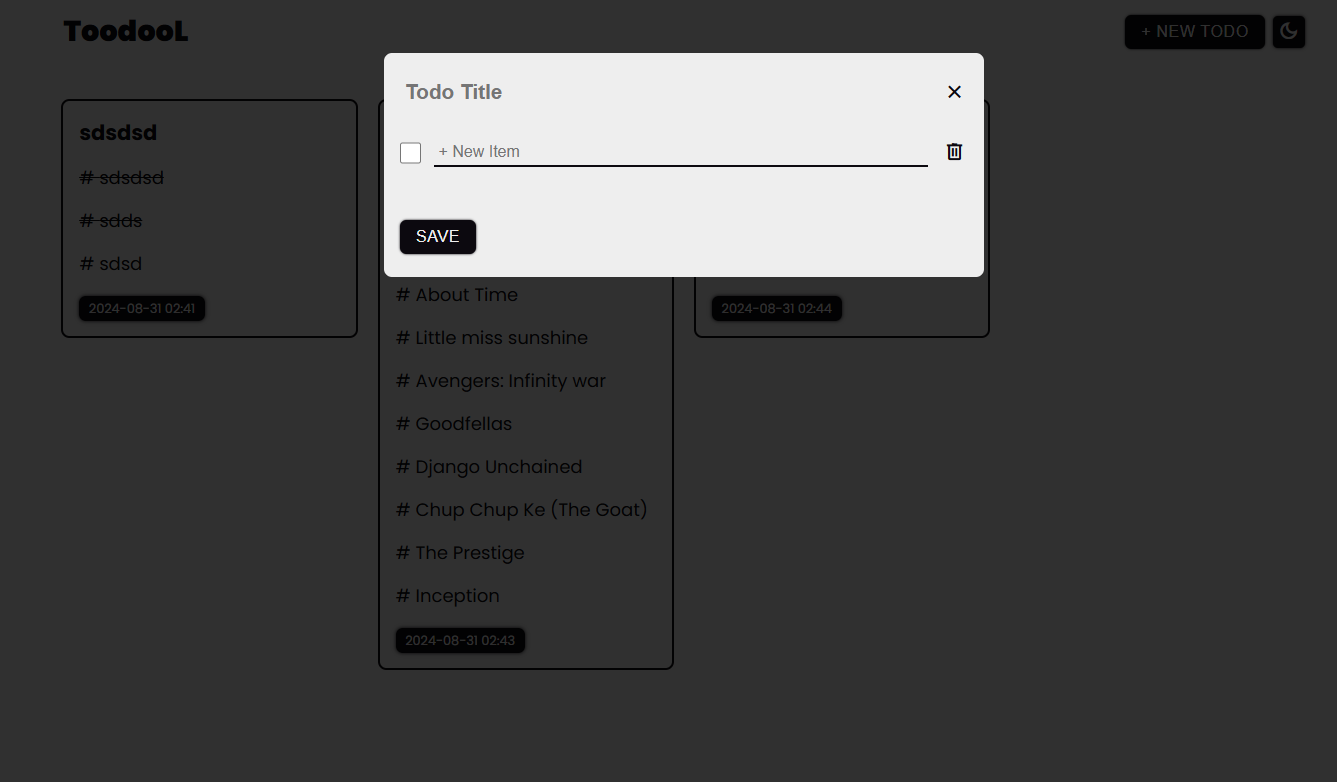 ToodooL
+ NEW TODO
Todo Title
+ New Item
SAVE
sdsdsd
# sdsdsd
# sdds
# sdsd
2024-08-31 02:41
# About Time
# Little miss sunshine
# Avengers: Infinity war
# Goodfellas
# Django Unchained
# Chup Chup Ke (The Goat)
# The Prestige
# Inception
2024-08-31 02:43
2024-08-31 02:44